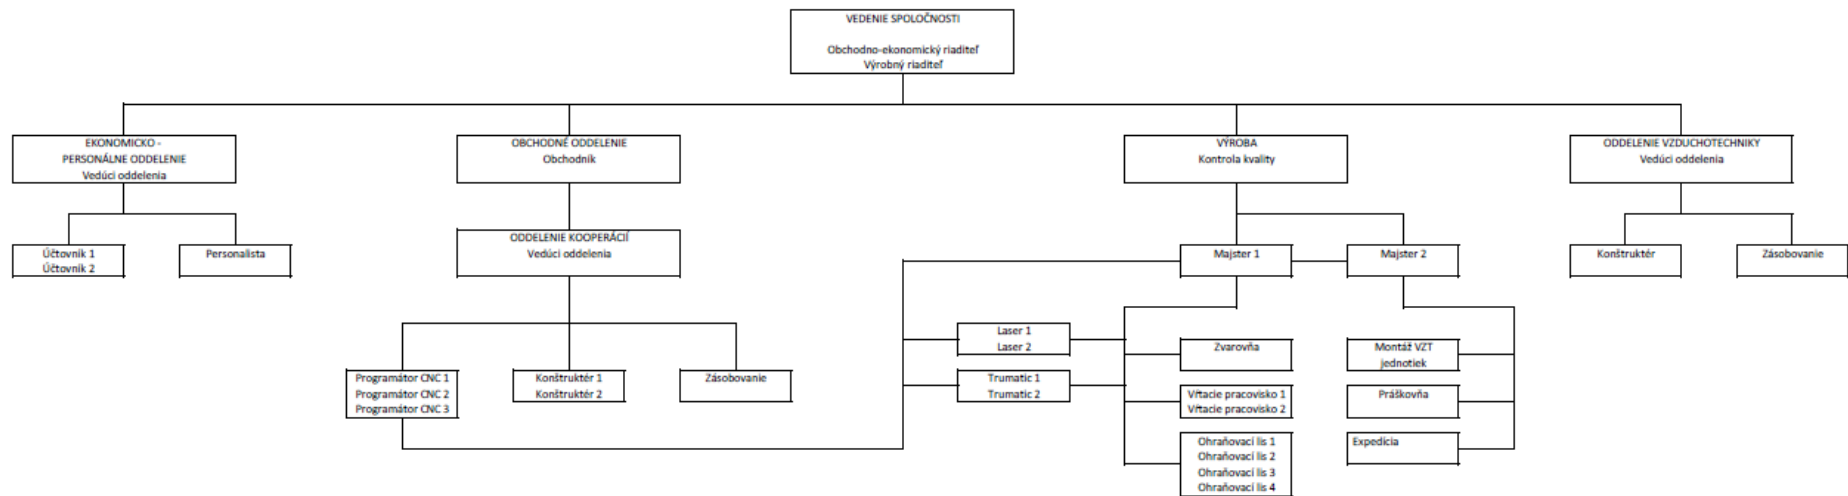 VEDENIE SPOLOČNOSTI
Obchodno-ekonomický riaditeľ
Výrobný riaditeľ
EKONOMICKO -
PERSONÁLNE ODDELENIE
Vedúci oddelenia
OBCHODNÉ ODDELENIE
Obchodník
VÝROBA
Kontrola kvality
ODDELENIE VZDUCHOTECHNIKY
Vedúci oddelenia
Účtovník 1
Účtovník 2
Personalista
ODDELENIE KOOPERÁCIÍ
Vedúci oddelenia
Majster 1
Majster 2
Konštruktér
Zásobovanie
Laser 1
Laser 2
Zvarovňa
Montáž VZT
jednotiek
Programátor CNC 1
Programátor CNC 2
Programátor CNC 3
Konštruktér 1
Konštruktér 2
Zásobovanie
Trumatic 1
Trumatic 2
Vŕtacie pracovisko 1
Vŕtacie pracovisko 2
Práškovňa
Ohraňovací lis 1
Ohraňovací lis 2
Ohraňovací lis 3
Ohraňovací lis 4
Expedícia